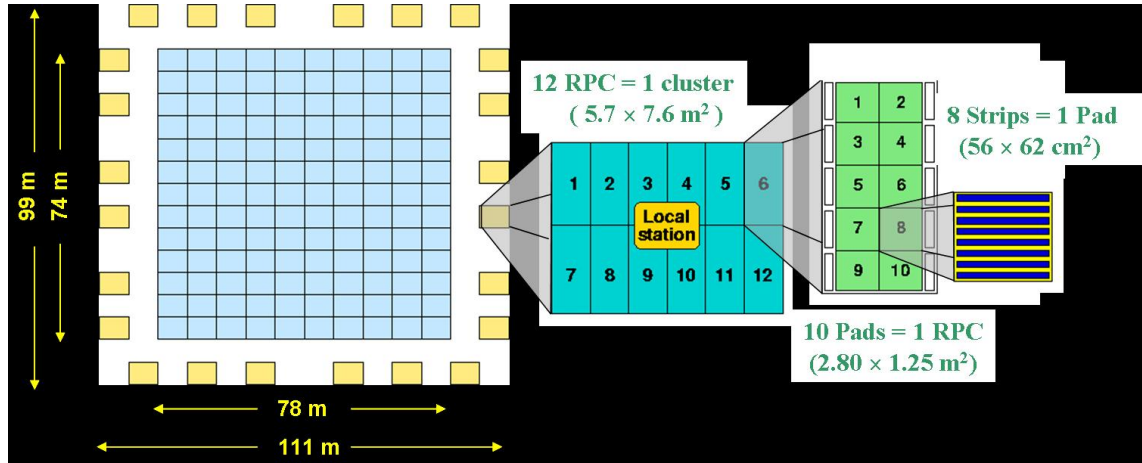 99 m
74 m
78 m
111 m
12 RPC = 1 cluster
( 5.7 × 7.6 m² )
1 2 3 4 5 6
Local
station
7 8 9 10 11 12
8 Strips = 1 Pad
(56 × 62 cm²)
1 2
3 4
5 6
7 8
9 10
10 Pads = 1 RPC
(2.80 × 1.25 m²)